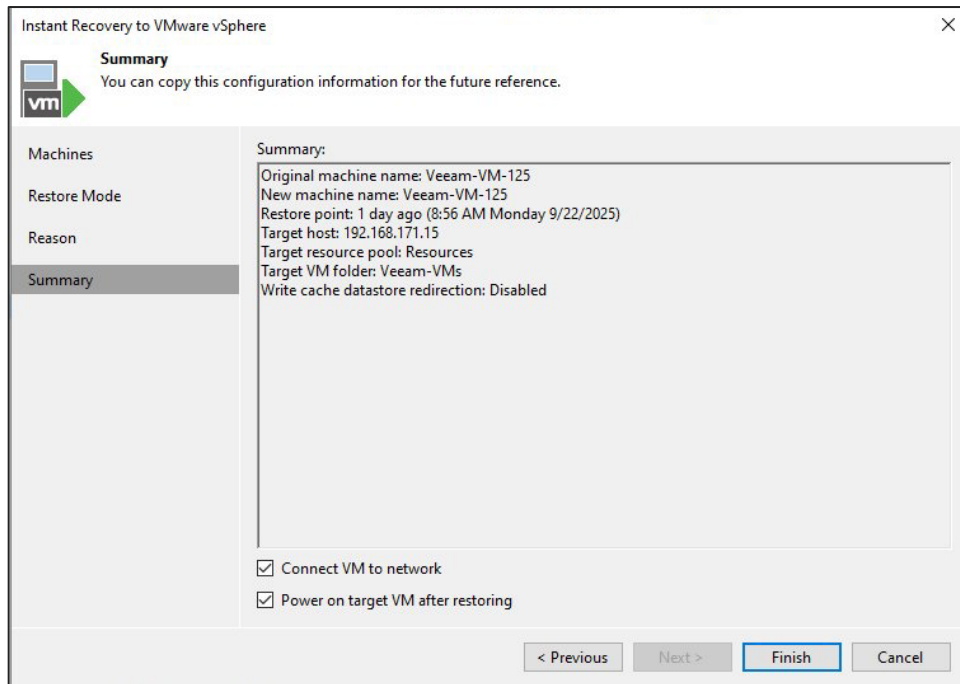 Instant Recovery to VMware vSphere
Summary
You can copy this configuration information for the future reference.
vm
Machines
Restore Mode
Reason
Summary
Summary:
Original machine name: Veeam-VM-125
New machine name: Veeam-VM-125
Restore point: 1 day ago (8:56 AM Monday 9/22/2025)
Target host: 192.168.171.15
Target resource pool: Resources
Target VM folder: Veeam-VMs
Write cache datastore redirection: Disabled
Connect VM to network
Power on target VM after restoring
< Previous
Next >
Finish
Cancel